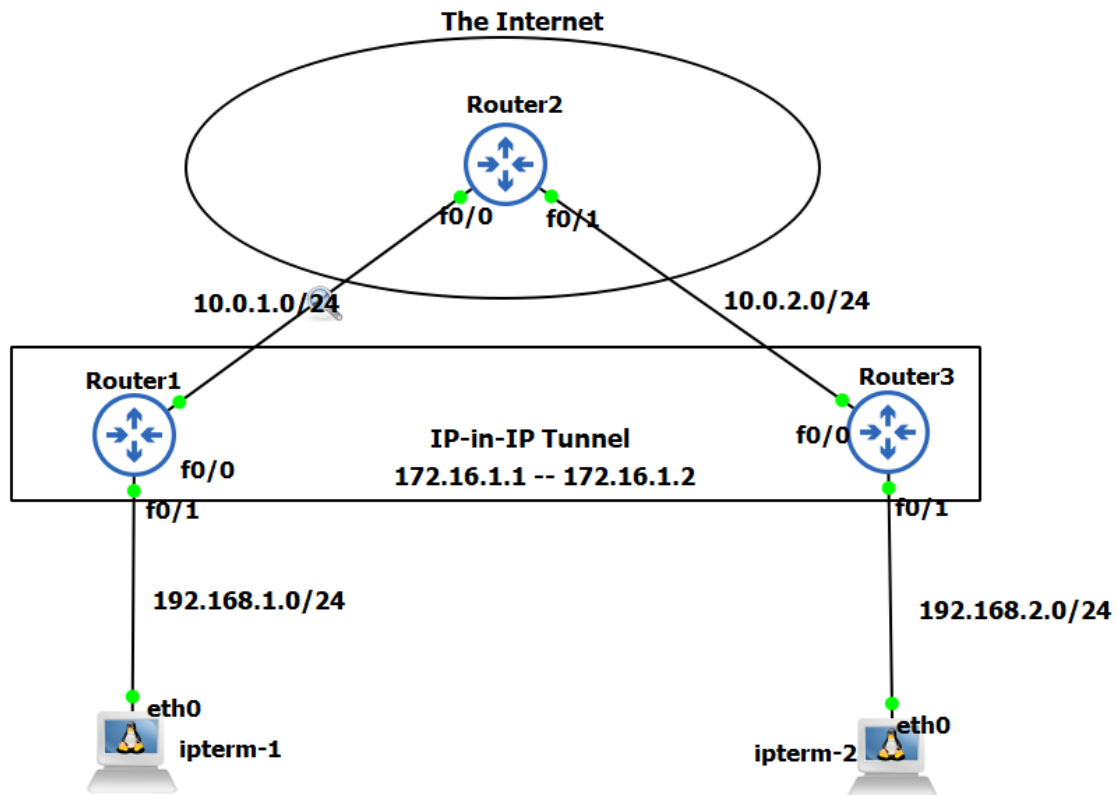 The Internet
Router2
f0/0
f0/1
10.0.1.0/24
10.0.2.0/24
Router1
Router3
f0/0
IP-in-IP Tunnel
f0/0
172.16.1.1 -- 172.16.1.2
f0/1
f0/1
192.168.1.0/24
192.168.2.0/24
eth0
eth0
ipterm-1
ipterm-2